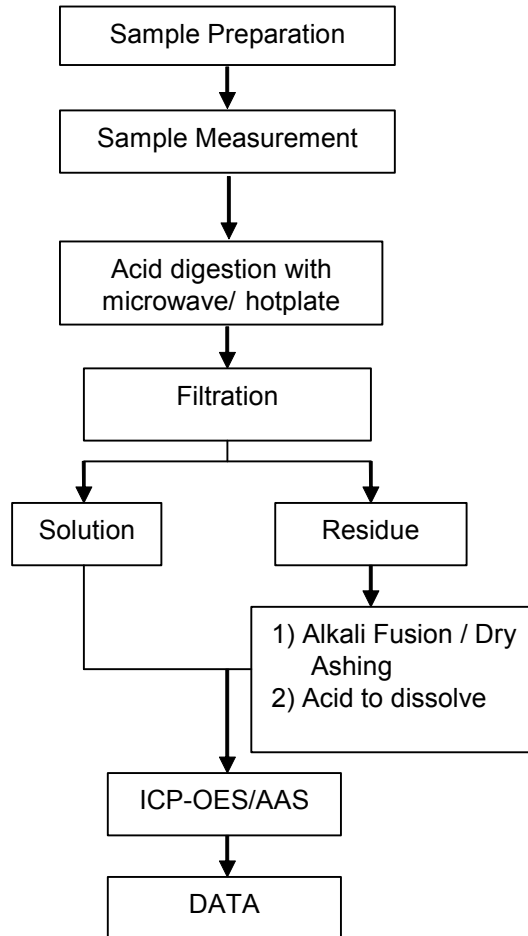 Sample Preparation
Sample Measurement
Acid digestion with
microwave/ hotplate
Filtration
Solution
Residue
1) Alkali Fusion / Dry
Ashing
2) Acid to dissolve
ICP-OES/AAS
DATA